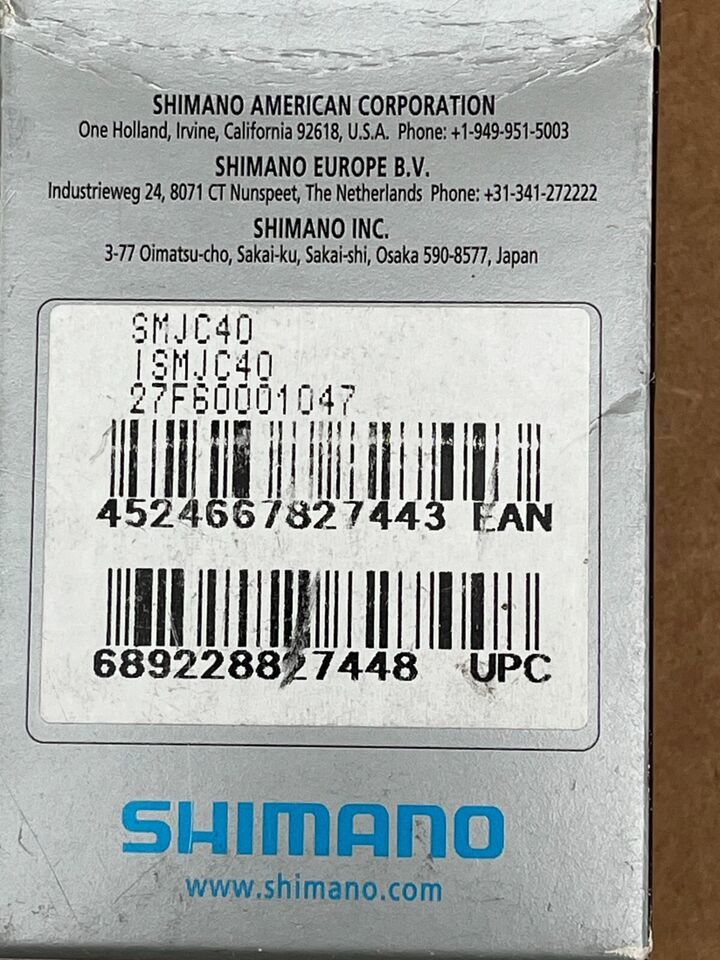 SHIMANO AMERICAN CORPORATION
One Holland, Irvine, California 92618, U.S.A. Phone: +1-949-951-5003
SHIMANO EUROPE B.V.
Industrieweg 24, 8071 CT Nunspeet, The Netherlands Phone: +31-341-272222
SHIMANO INC.
3-77 Oimatsu-cho, Sakai-ku, Sakai-shi, Osaka 590-8577, Japan
SMJC40
ISMJC40
27F60001047
4524667827443 EAN
689228827448 UPC
SHIMANO
www.shimano.com